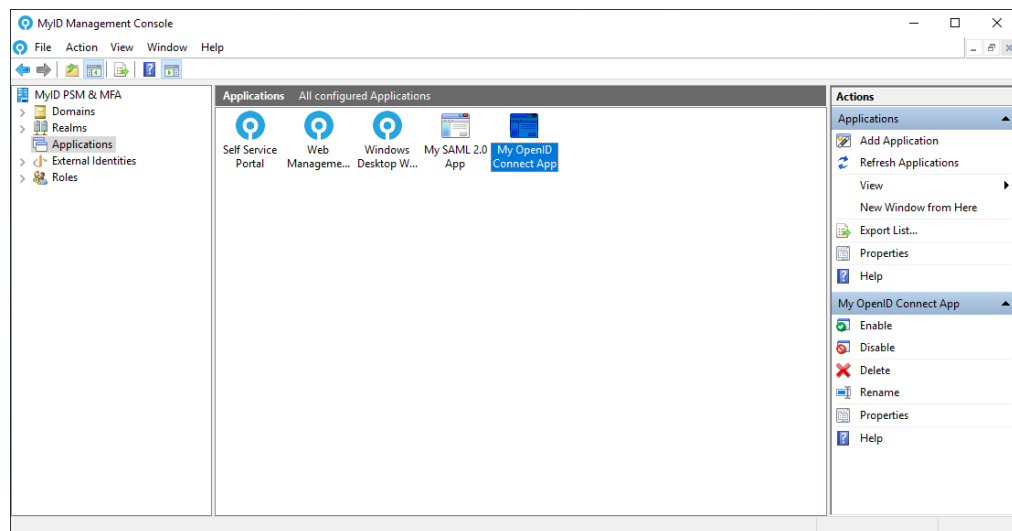 MyID Management Console
File Action View Window Help
MyID PSM & MFA
Domains
Realms
Applications
External Identities
Roles
Applications All configured Applications
Self Service
Portal
Web
Manageme...
Windows
Desktop W...
My SAML 2.0
App
My OpenID
Connect App
Actions
Applications
Add Application
Refresh Applications
View
New Window from Here
Export List...
Properties
Help
My OpenID Connect App
Enable
Disable
Delete
Rename
Properties
Help